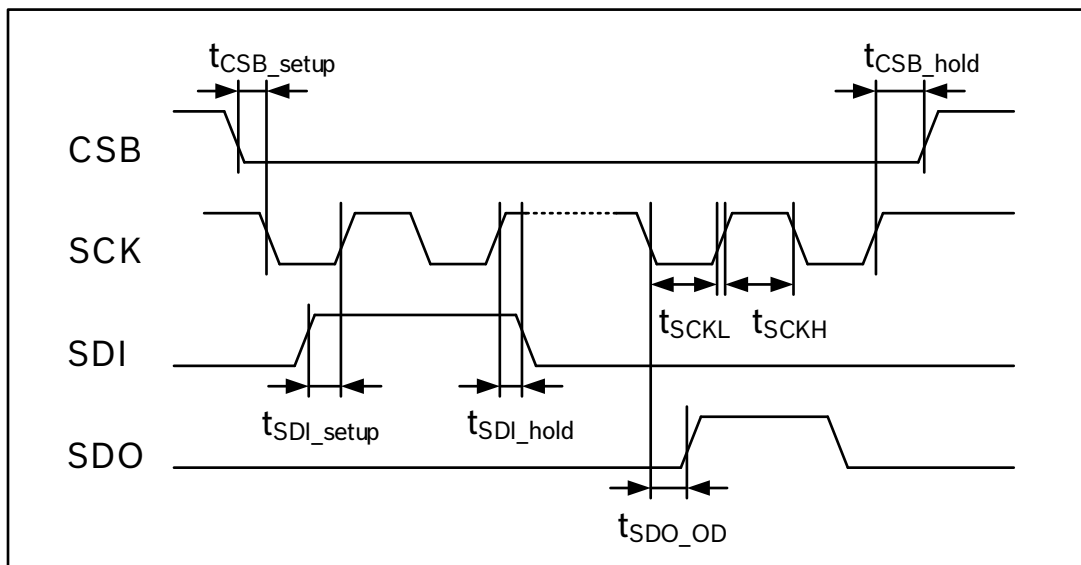 tCSB_setup
tCSB_hold
CSB
SCK
tSCKL
tSCKH
SDI
tSDI_setup
tSDI_hold
SDO
tSDO_OD